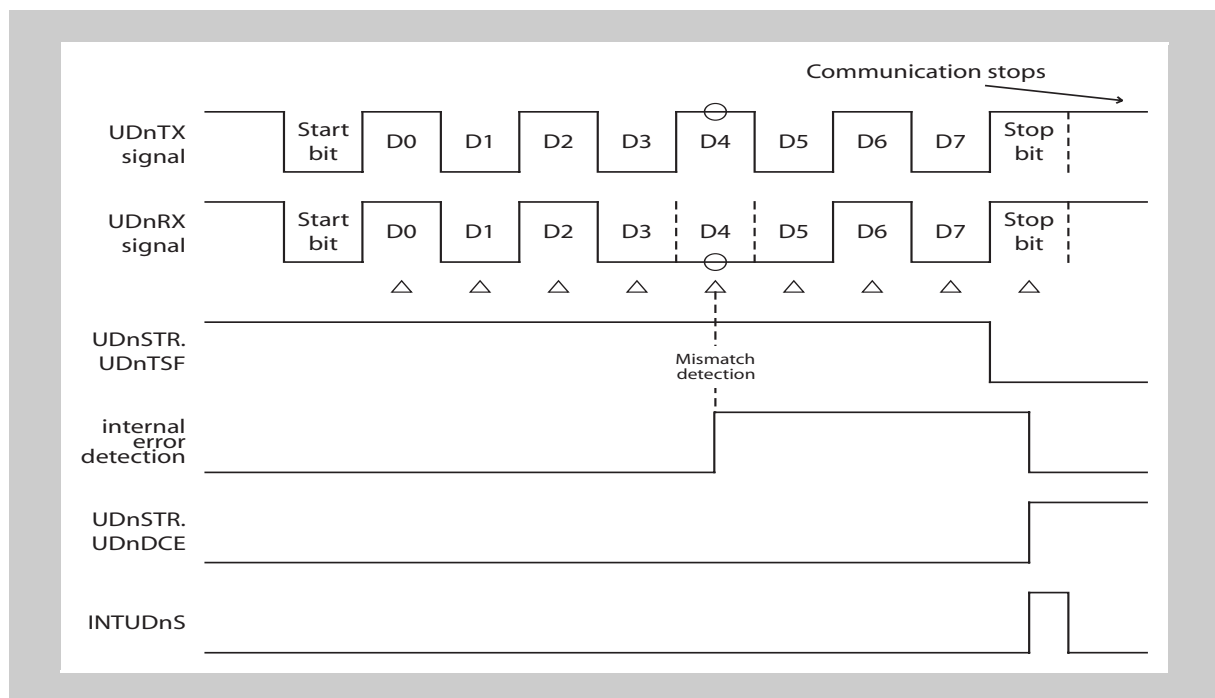 Communication stops
UDnTX
signal
Start
bit
D0 D1 D2 D3 D4 D5 D6 D7
Stop
bit
UDnRX
signal
Start
bit
D0 D1 D2 D3 D4 D5 D6 D7
Stop
bit
UDnSTR.
UDnTSF
Mismatch
detection
internal
error
detection
UDnSTR.
UDnDCE
INTUDnS